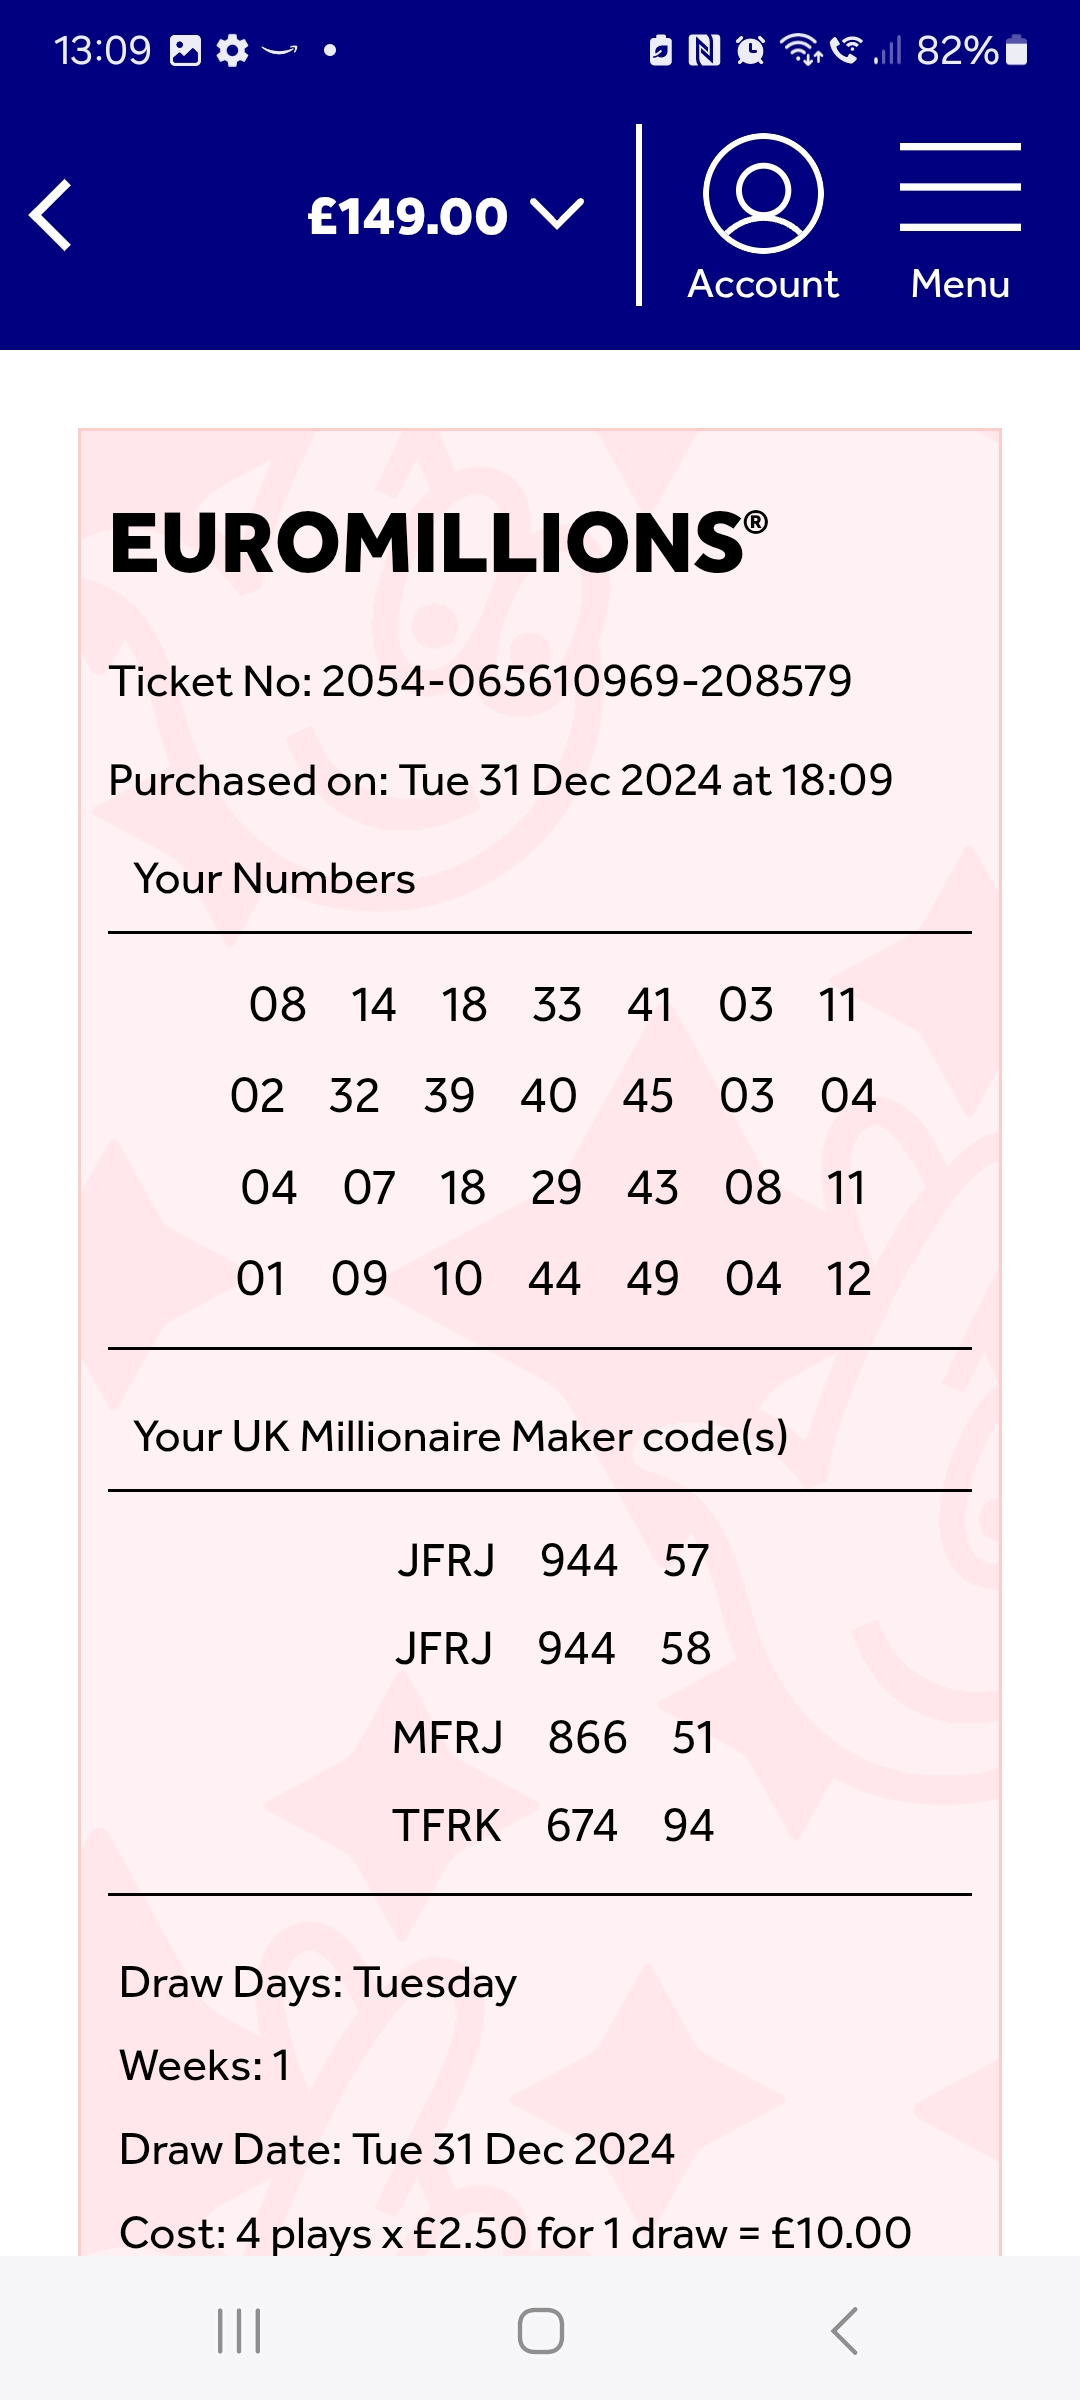 13:09 82%
£149.00
Account Menu
EUROMILLIONS®
Ticket No: 2054-065610969-208579
Purchased on: Tue 31 Dec 2024 at 18:09
Your Numbers
08 14 18 33 41 03 11
02 32 39 40 45 03 04
04 07 18 29 43 08 11
01 09 10 44 49 04 12
Your UK Millionaire Maker code(s)
JFRJ 944 57
JFRJ 944 58
MFRJ 866 51
TFRK 674 94
Draw Days: Tuesday
Weeks: 1
Draw Date: Tue 31 Dec 2024
Cost: 4 plays x £2.50 for 1 draw = £10.00